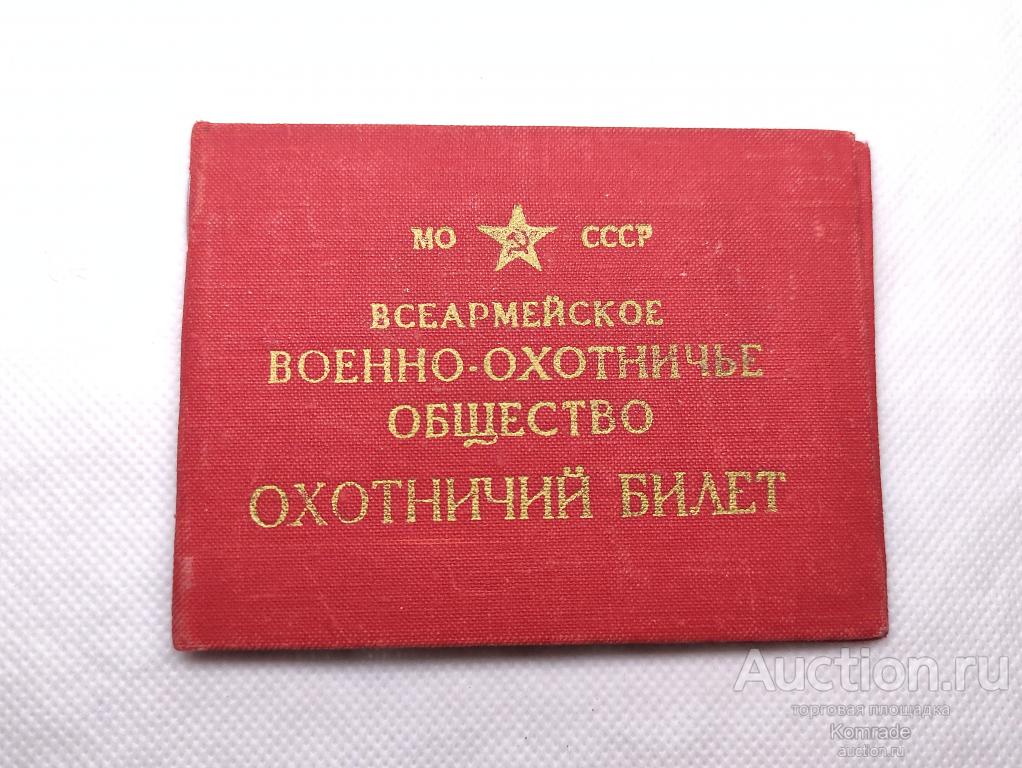 МО СССР
ВСЕАРМЕЙСКОЕ
ВОЕННО-ОХОТНИЧЬЕ
ОБЩЕСТВО
ОХОТНИЧИЙ БИЛЕТ
Auction.ru
торговая площадка
Komrade
auction.ru